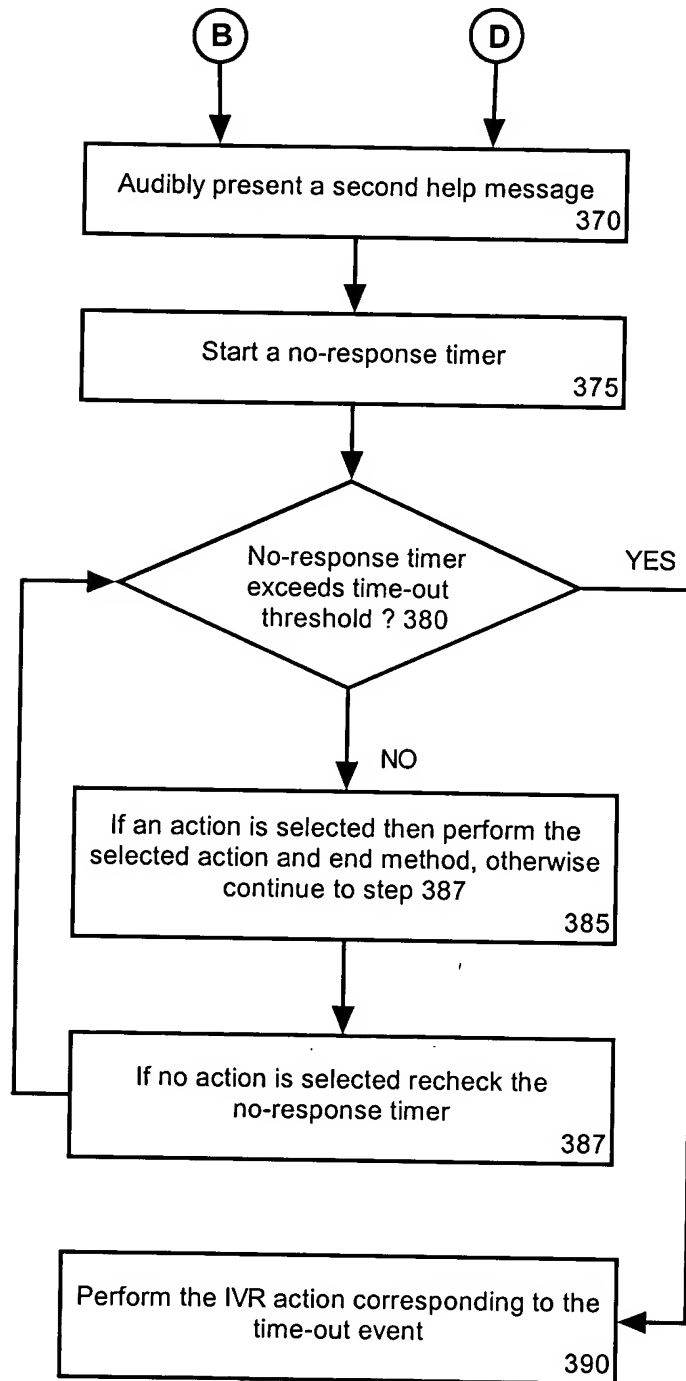 B
D
Audibly present a second help message
370
Start a no-response timer
375
No-response timer
exceeds time-out
threshold ? 380
YES
NO
If an action is selected then perform the
selected action and end method, otherwise
continue to step 387
385
If no action is selected recheck the
no-response timer
387
Perform the IVR action corresponding to the
time-out event
390